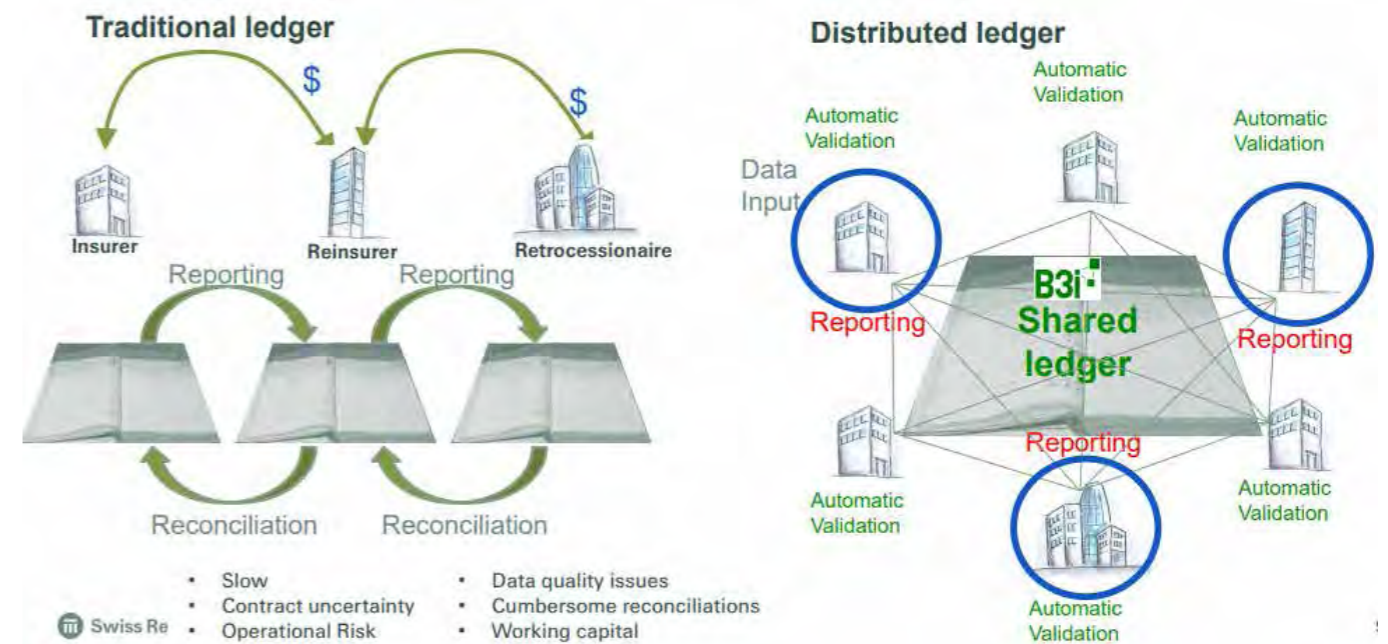 Traditional ledger
$
$
Insurer
Reinsurer
Retrocessionaire
Reporting
Reporting
Reconciliation
Reconciliation
• Slow
• Contract uncertainty
• Operational Risk
• Data quality issues
• Cumbersome reconciliations
• Working capital
Swiss Re
Distributed ledger
Automatic
Validation
Automatic
Validation
Automatic
Validation
Data
Input
B3i
Shared
ledger
Reporting
Reporting
Reporting
Automatic
Validation
Automatic
Validation
Automatic
Validation